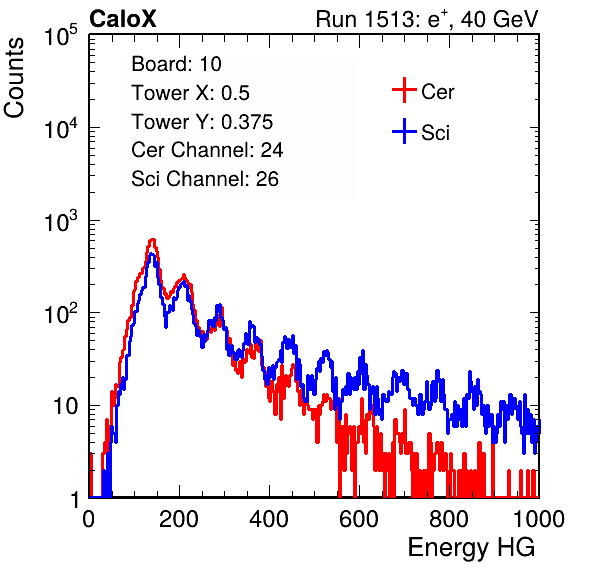 CaloX Run 1513: e⁺, 40 GeV
Counts
Board: 10
Tower X: 0.5
Tower Y: 0.375
Cer Channel: 24
Sci Channel: 26
Cer
Sci
10⁵
10⁴
10³
10²
10
1
0 200 400 600 800 1000
Energy HG